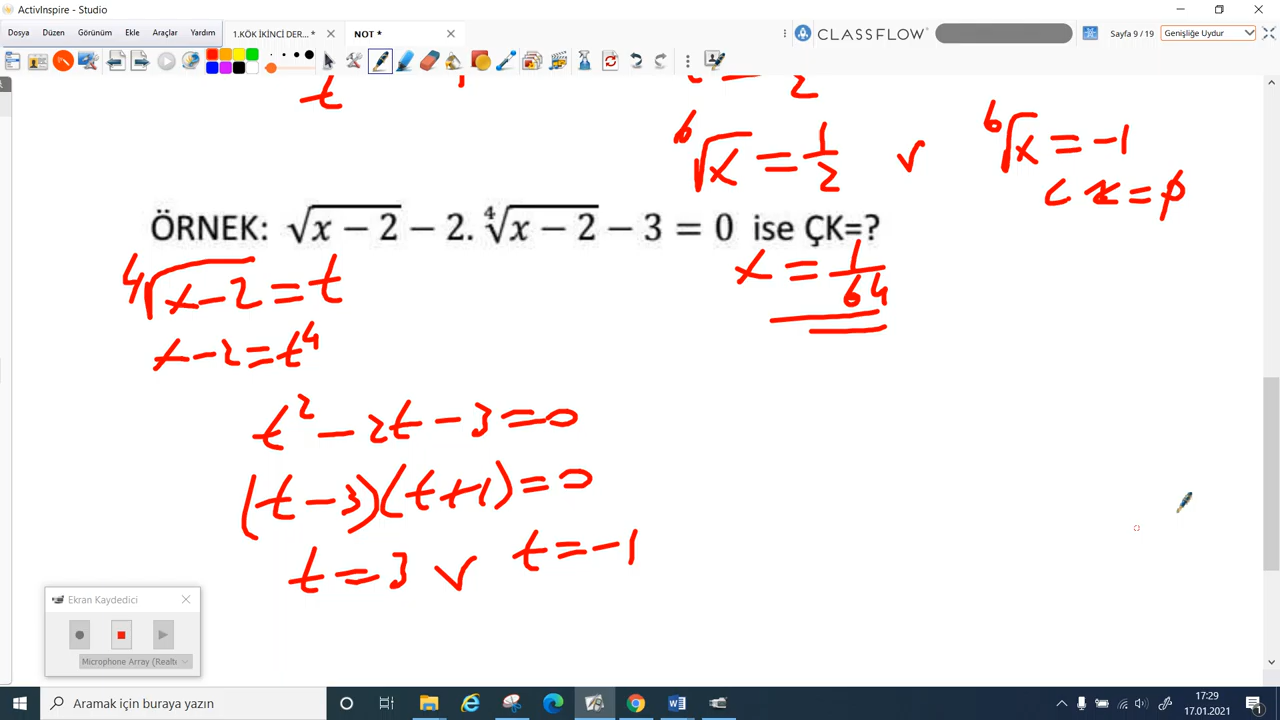 ActivInspire - Studio
Dosya Düzen Görünüm Ekle Araçlar Yardım
1.KÖK İKİNCİ DER... *
NOT *
CLASSFLOW
Sayfa 9 / 19
Genişliğe Uydur
t
2
⁶√x = 1/2 v ⁶√x = -1
Ç K = ∅
ÖRNEK: √(x − 2) − 2. ⁴√(x − 2) − 3 = 0 ise ÇK=?
⁴√(x-2) = t
x = 1/64
x-2 = t⁴
t² - 2t - 3 = 0
(t-3)(t+1) = 0
t = 3 v t = -1
Ekran Kaydedici
Microphone Array (Realte
Aramak için buraya yazın
17:29
17.01.2021
1